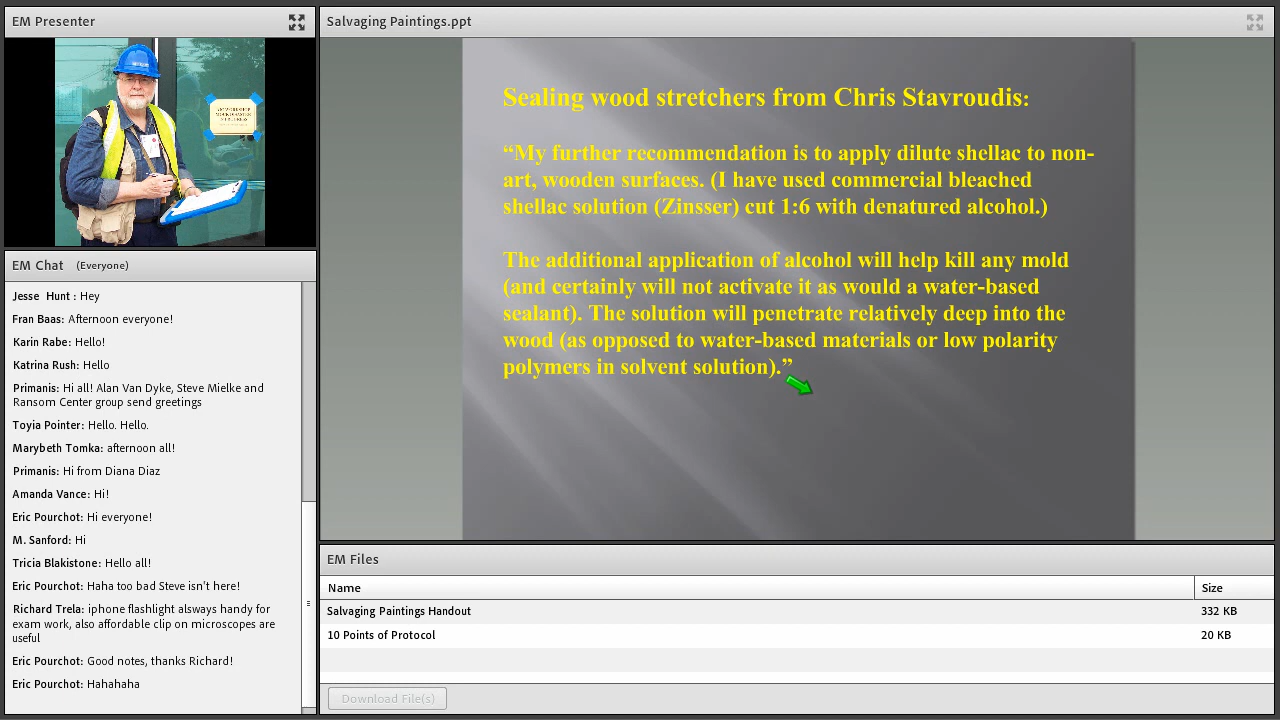 EM Presenter
EM Chat (Everyone)
Jesse Hunt : Hey
Fran Baas: Afternoon everyone!
Karin Rabe: Hello!
Katrina Rush: Hello
Primanis: Hi all! Alan Van Dyke, Steve Mielke and
Ransom Center group send greetings
Toyia Pointer: Hello. Hello.
Marybeth Tomka: afternoon all!
Primanis: Hi from Diana Diaz
Amanda Vance: Hi!
Eric Pourchot: Hi everyone!
M. Sanford: Hi
Tricia Blakistone: Hello all!
Eric Pourchot: Haha too bad Steve isn't here!
Richard Trela: iphone flashlight alsways handy for
exam work, also affordable clip on microscopes are
useful
Eric Pourchot: Good notes, thanks Richard!
Eric Pourchot: Hahahaha
Salvaging Paintings.ppt
Sealing wood stretchers from Chris Stavroudis:
“My further recommendation is to apply dilute shellac to non-
art, wooden surfaces. (I have used commercial bleached
shellac solution (Zinsser) cut 1:6 with denatured alcohol.)
The additional application of alcohol will help kill any mold
(and certainly will not activate it as would a water-based
sealant). The solution will penetrate relatively deep into the
wood (as opposed to water-based materials or low polarity
polymers in solvent solution).”
EM Files
Name Size
Salvaging Paintings Handout 332 KB
10 Points of Protocol 20 KB
Download File(s)